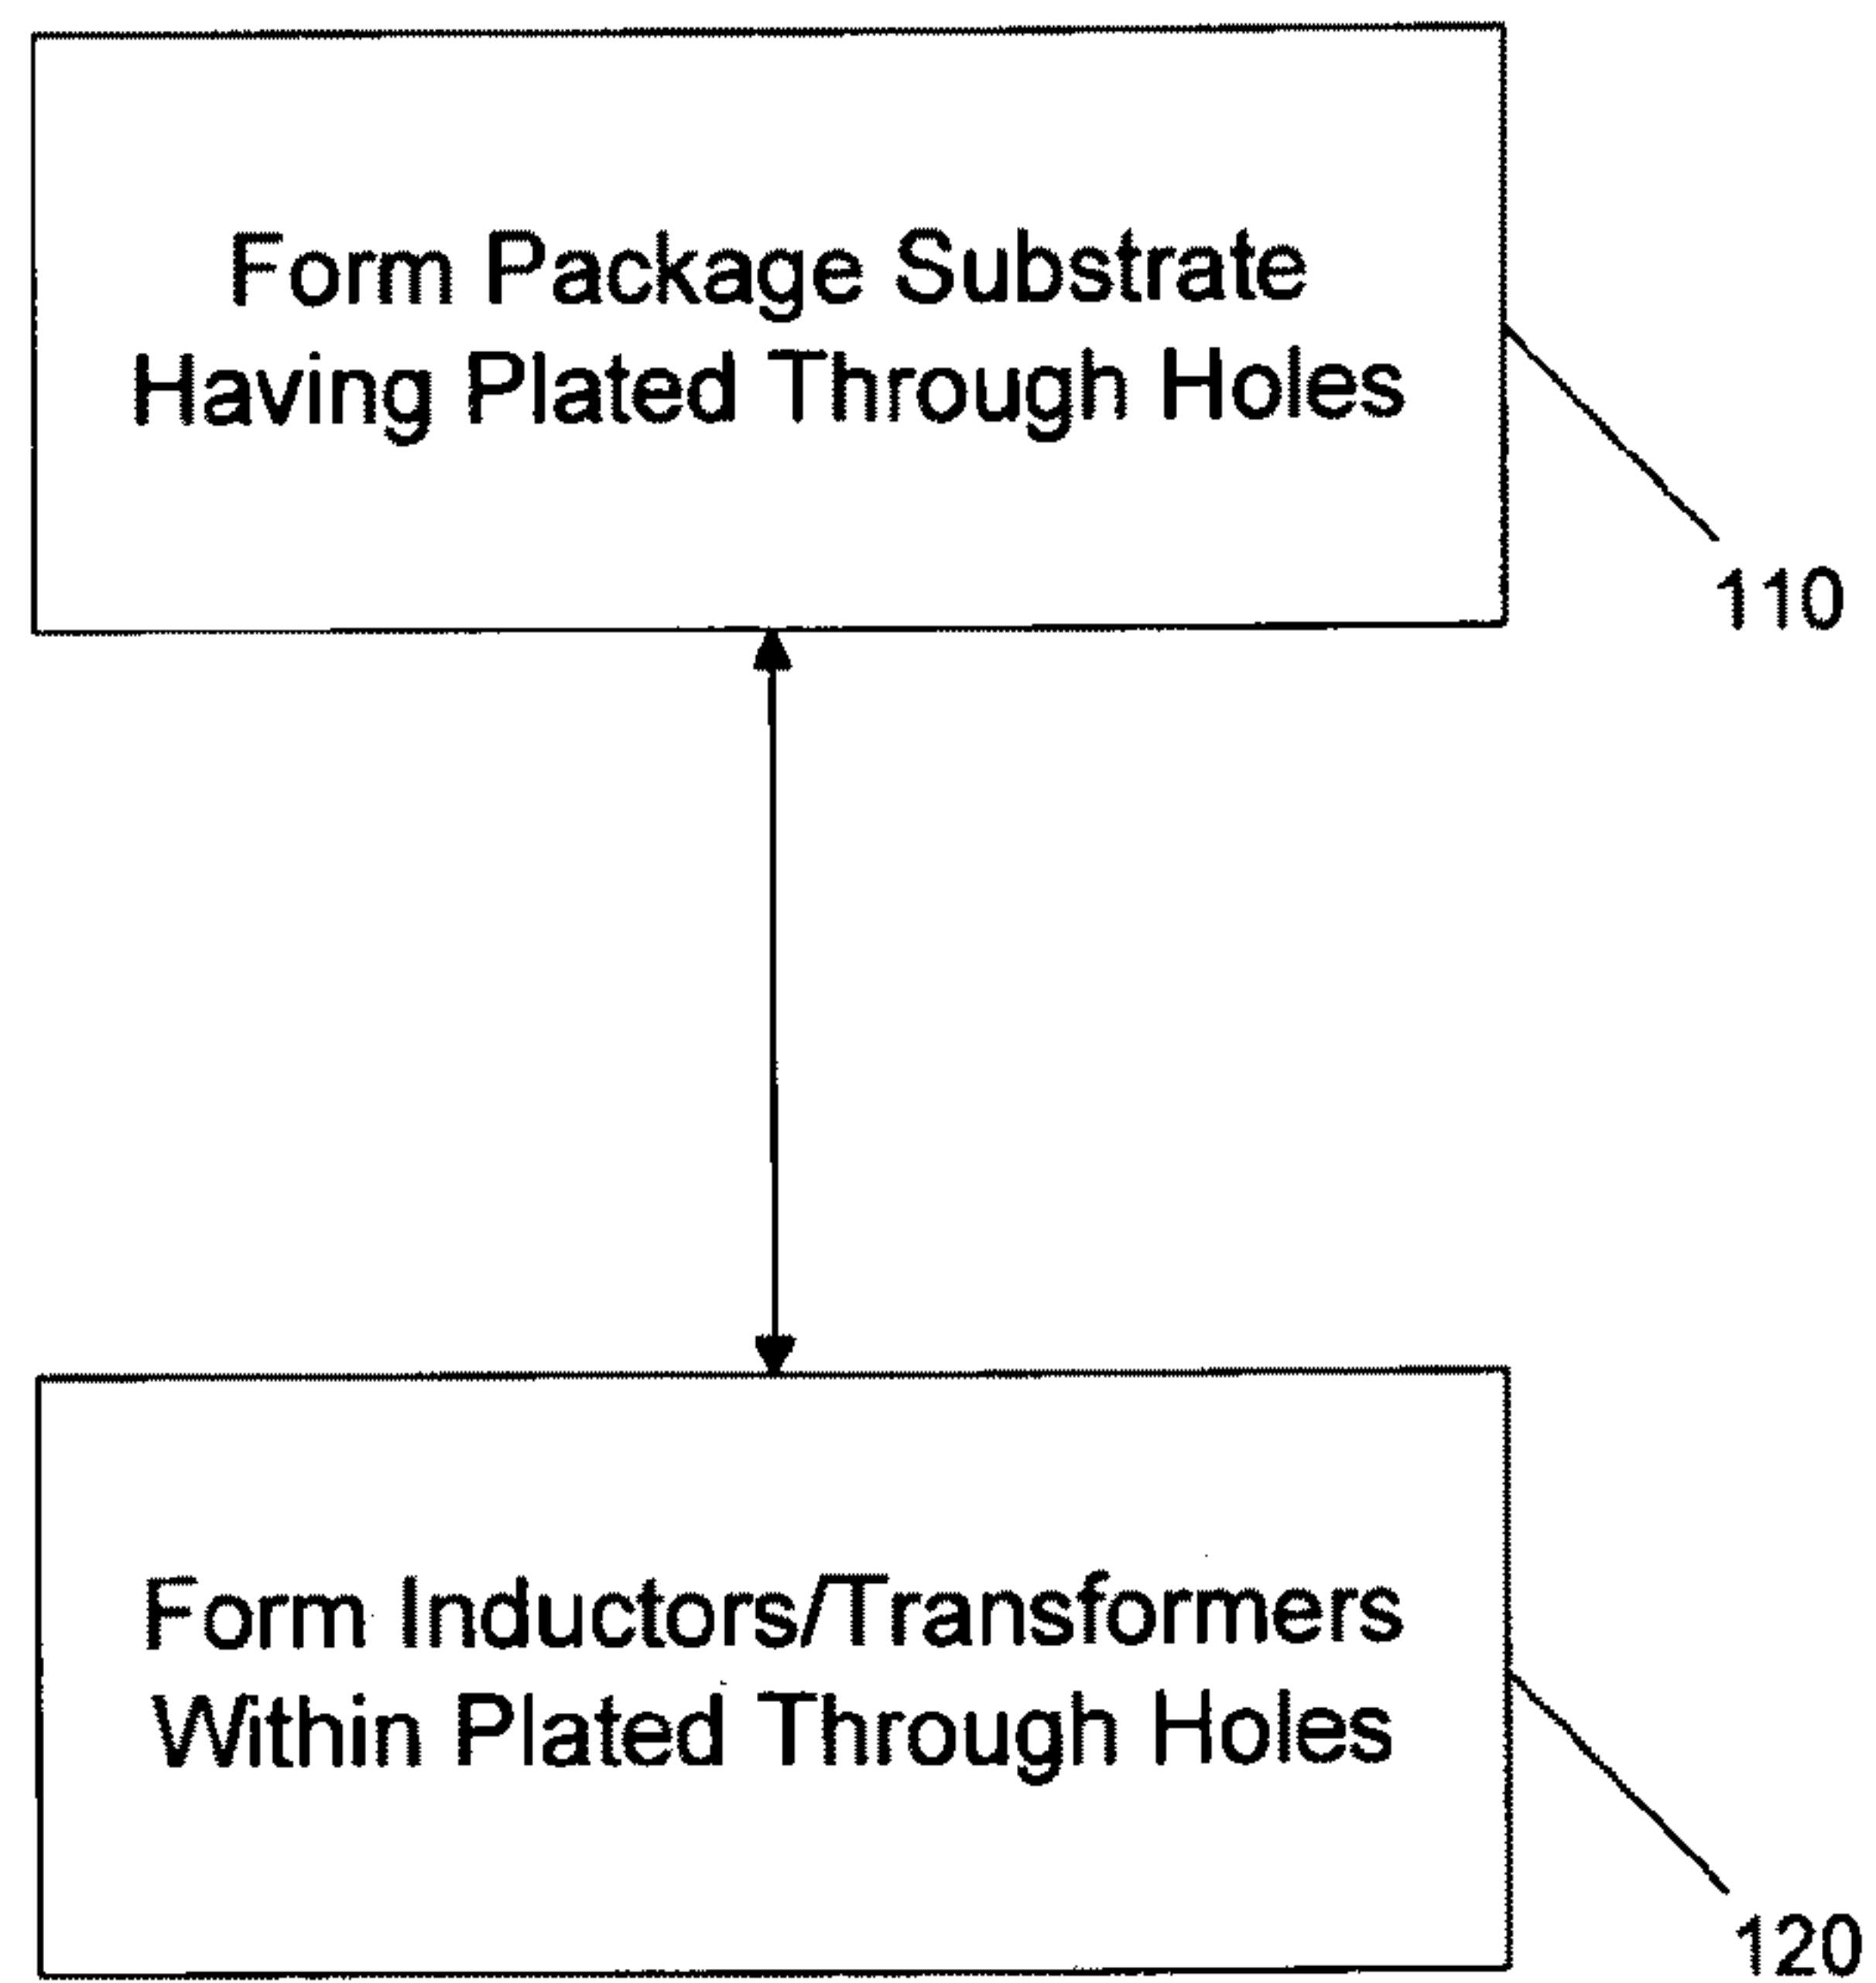 Form Package Substrate
Having Plated Through Holes
110
Form Inductors/Transformers
Within Plated Through Holes
120